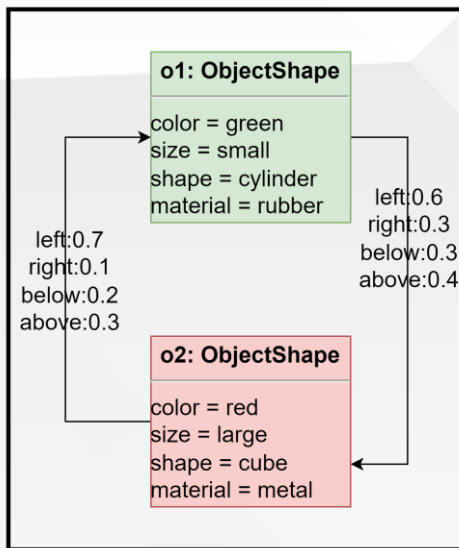 o1: ObjectShape
color = green
size = small
shape = cylinder
material = rubber
left:0.7
right:0.1
below:0.2
above:0.3
left:0.6
right:0.3
below:0.3
above:0.4
o2: ObjectShape
color = red
size = large
shape = cube
material = metal